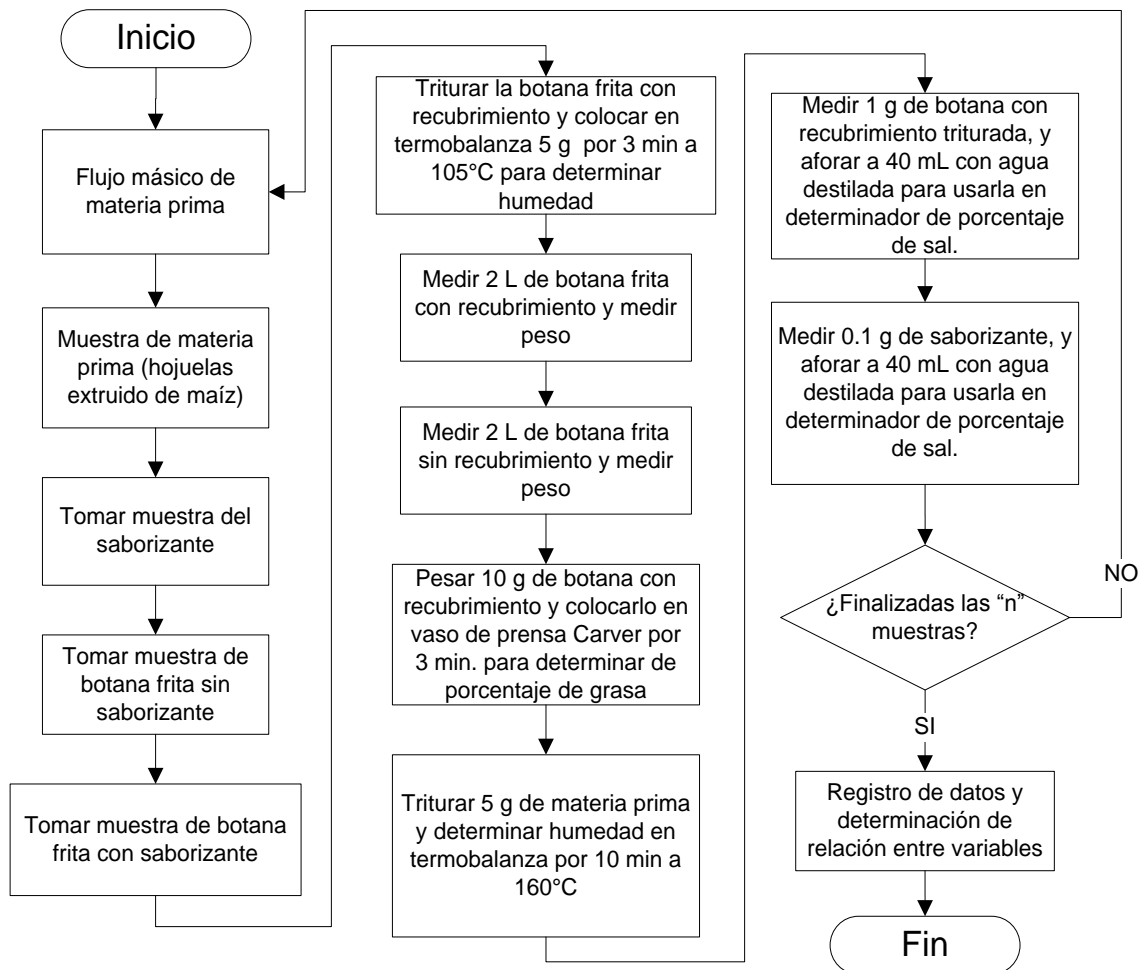 Inicio
Flujo másico de
materia prima
Muestra de materia
prima (hojuelas
extruido de maíz)
Tomar muestra del
saborizante
Tomar muestra de
botana frita sin
saborizante
Tomar muestra de botana
frita con saborizante
Triturar la botana frita con
recubrimiento y colocar en
termobalanza 5 g por 3 min a
105°C para determinar
humedad
Medir 2 L de botana frita
con recubrimiento y medir
peso
Medir 2 L de botana frita
sin recubrimiento y medir
peso
Pesar 10 g de botana con
recubrimiento y colocarlo en
vaso de prensa Carver por
3 min. para determinar de
porcentaje de grasa
Triturar 5 g de materia prima
y determinar humedad en
termobalanza por 10 min a
160°C
Medir 1 g de botana con
recubrimiento triturada, y
aforar a 40 mL con agua
destilada para usarla en
determinador de porcentaje
de sal.
Medir 0.1 g de saborizante, y
aforar a 40 mL con agua
destilada para usarla en
determinador de porcentaje
de sal.
¿Finalizadas las “n”
muestras?
NO
SI
Registro de datos y
determinación de
relación entre variables
Fin